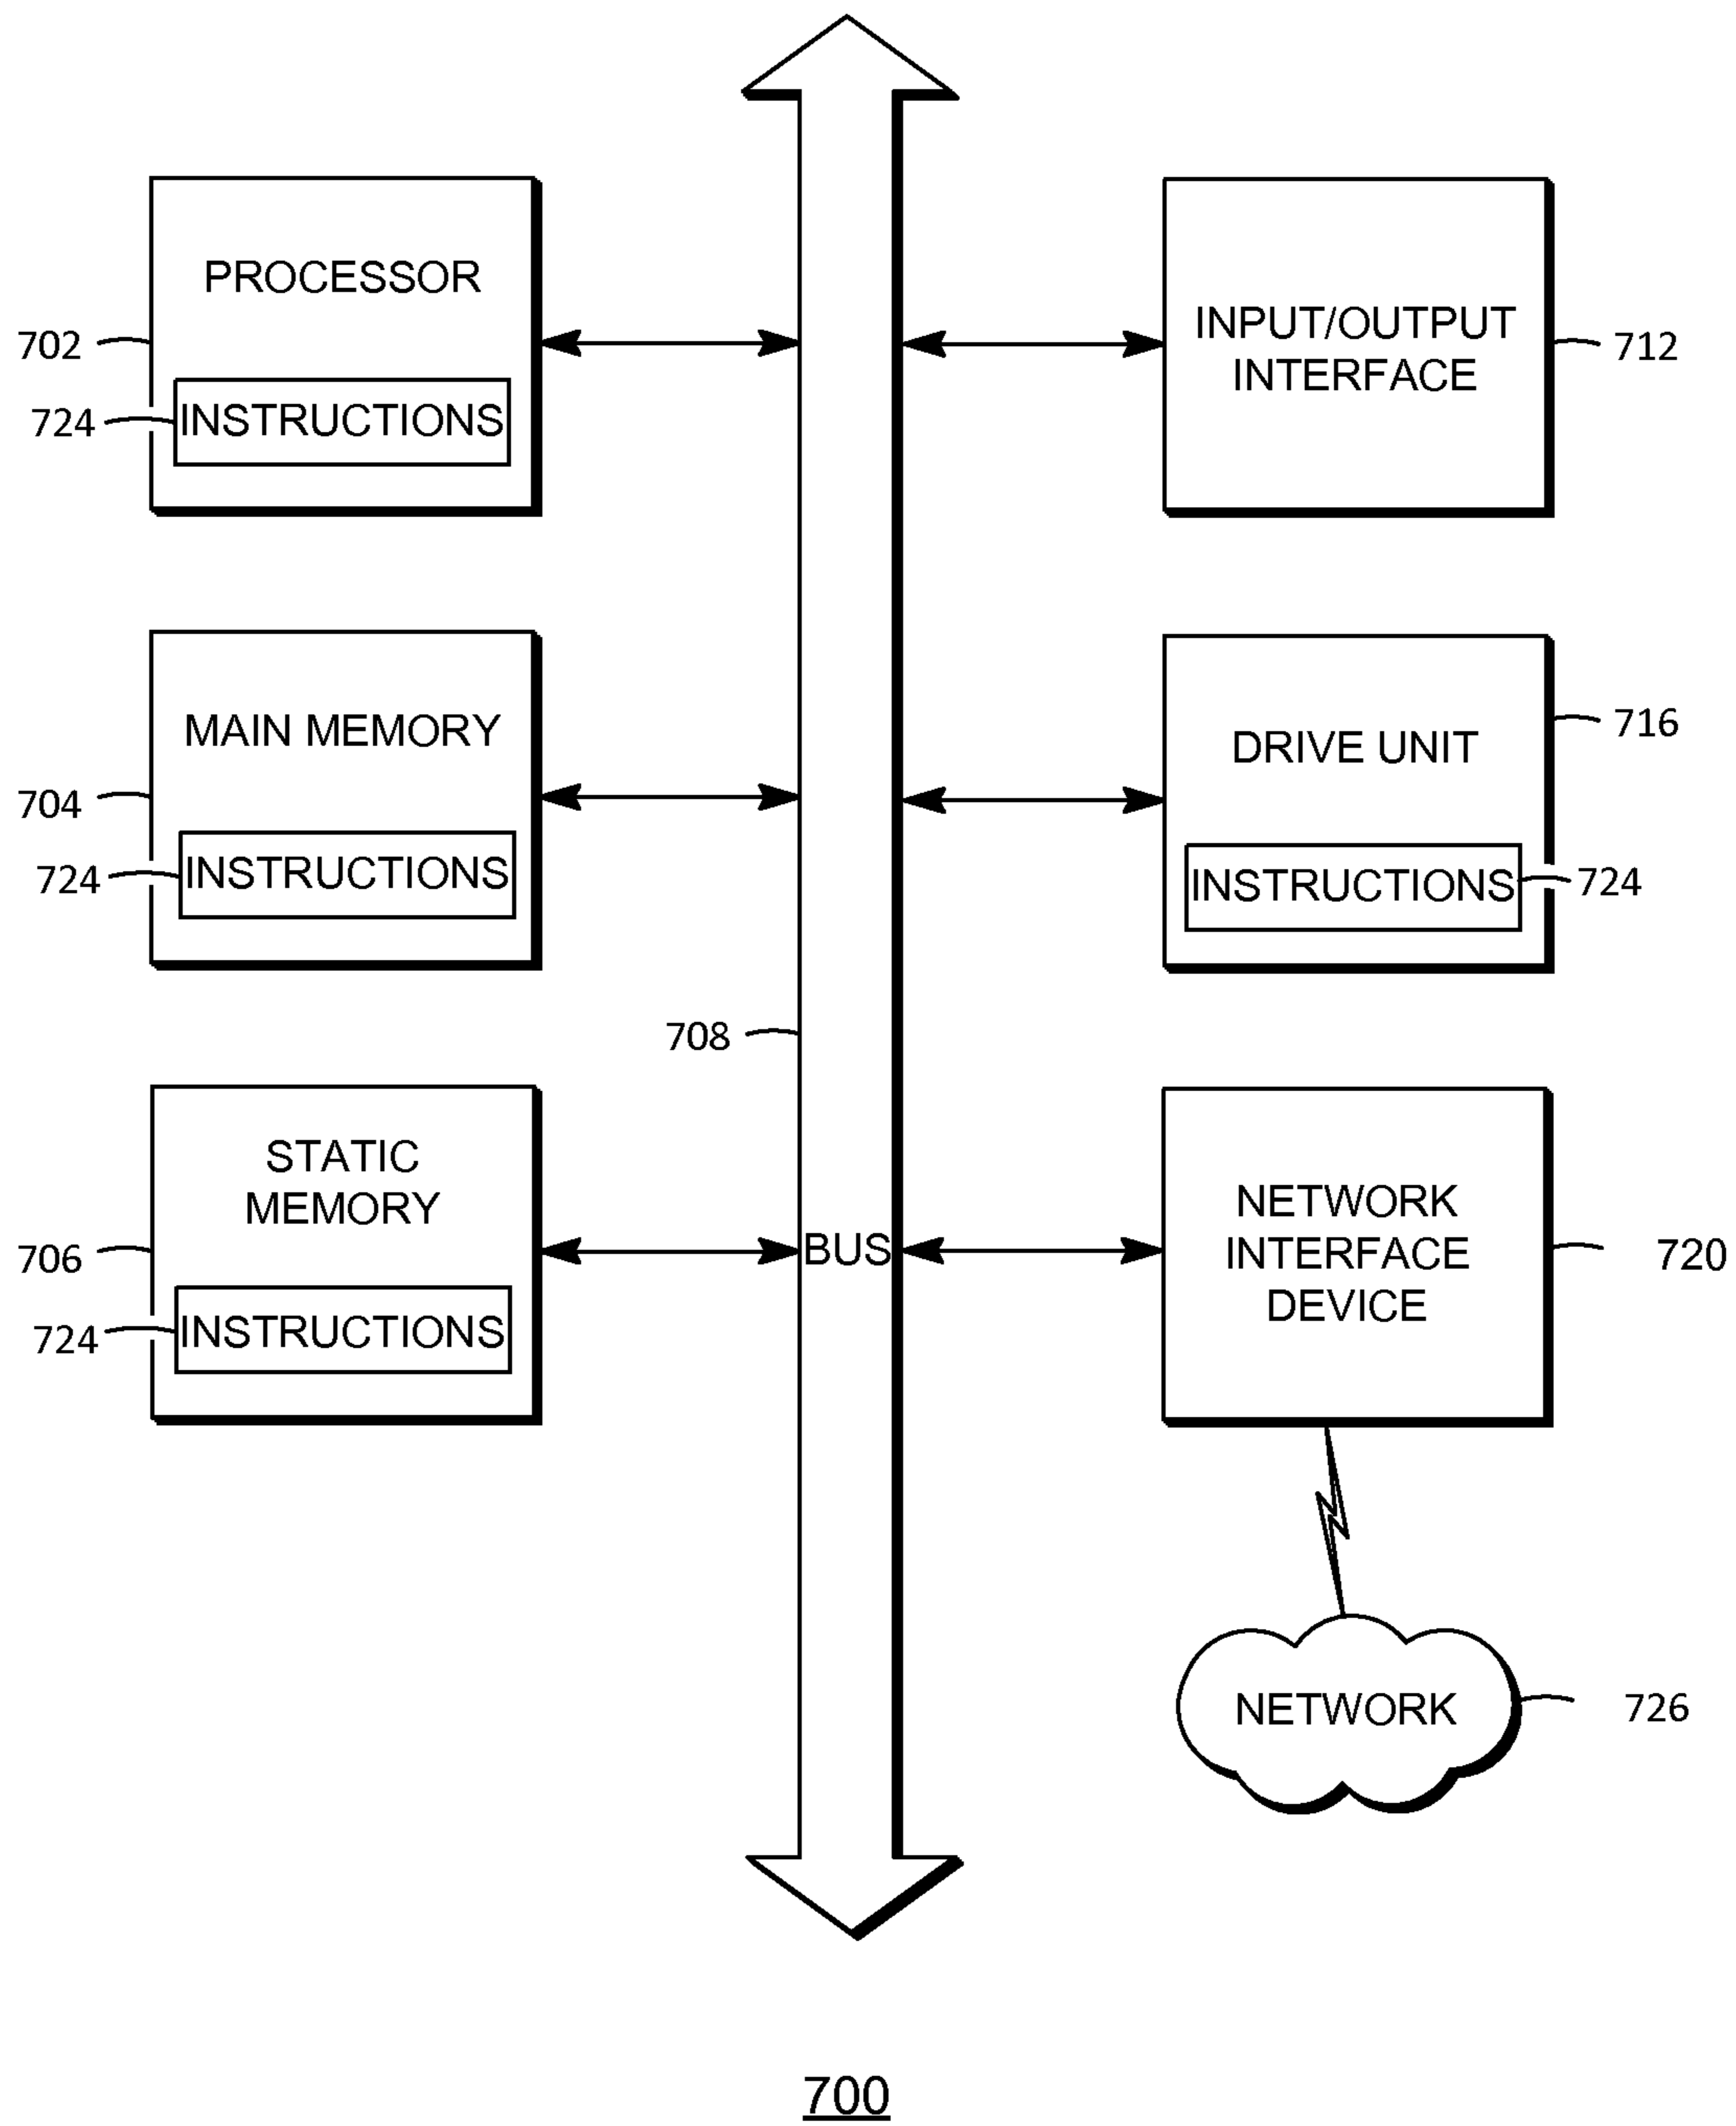 PROCESSOR
702
724
INSTRUCTIONS
INPUT/OUTPUT
INTERFACE
712
MAIN MEMORY
704
724
INSTRUCTIONS
716
DRIVE UNIT
INSTRUCTIONS
724
708
STATIC
MEMORY
706
724
INSTRUCTIONS
BUS
NETWORK
INTERFACE
DEVICE
720
NETWORK
726
700